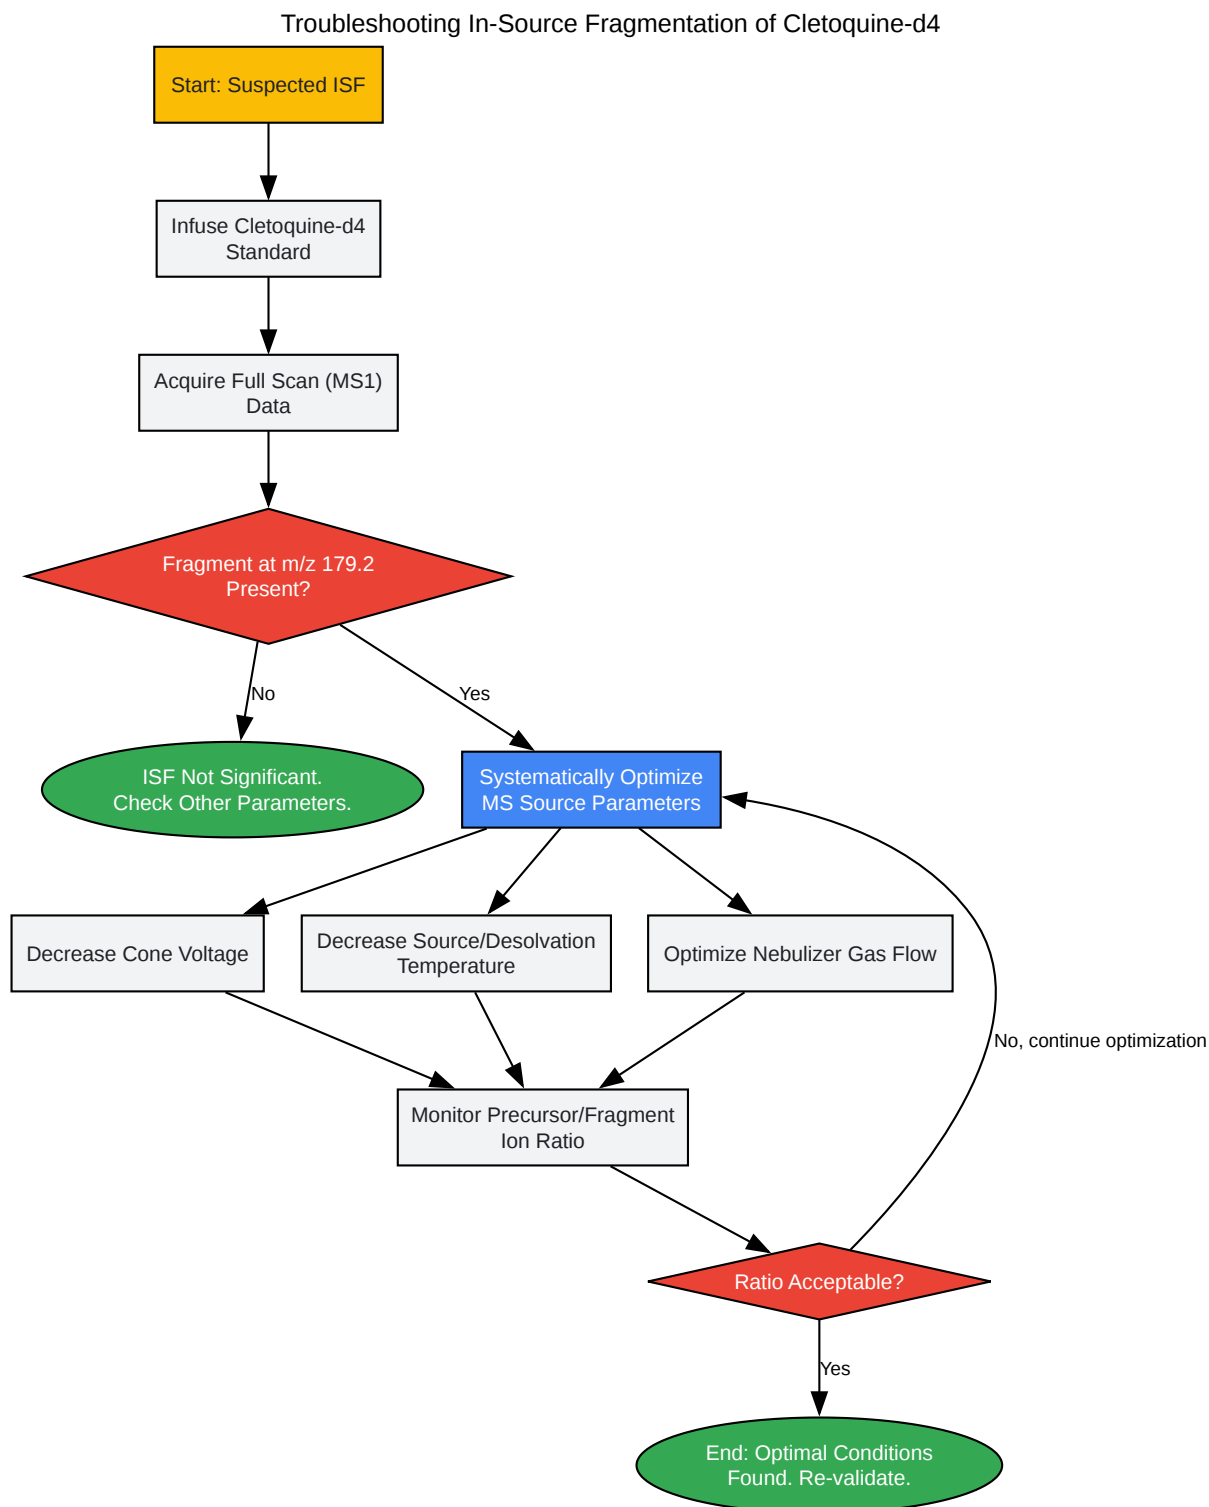 Troubleshooting In-Source Fragmentation of Cletoquine-d4
Start: Suspected ISF
Infuse Cletoquine-d4
Standard
Acquire Full Scan (MS1)
Data
Fragment at m/z 179.2
Present?
No
Yes
ISF Not Significant.
Check Other Parameters.
Systematically Optimize
MS Source Parameters
Decrease Cone Voltage
Decrease Source/Desolvation
Temperature
Optimize Nebulizer Gas Flow
No, continue optimization
Monitor Precursor/Fragment
Ion Ratio
Ratio Acceptable?
Yes
End: Optimal Conditions
Found. Re-validate.